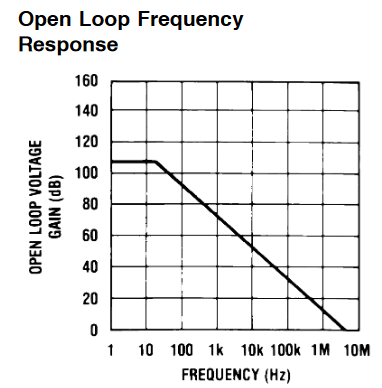 Open Loop Frequency
Response
OPEN LOOP VOLTAGE
GAIN (dB)
160
140
120
100
80
60
40
20
0
1 10 100 1k 10k 100k 1M 10M
FREQUENCY (Hz)